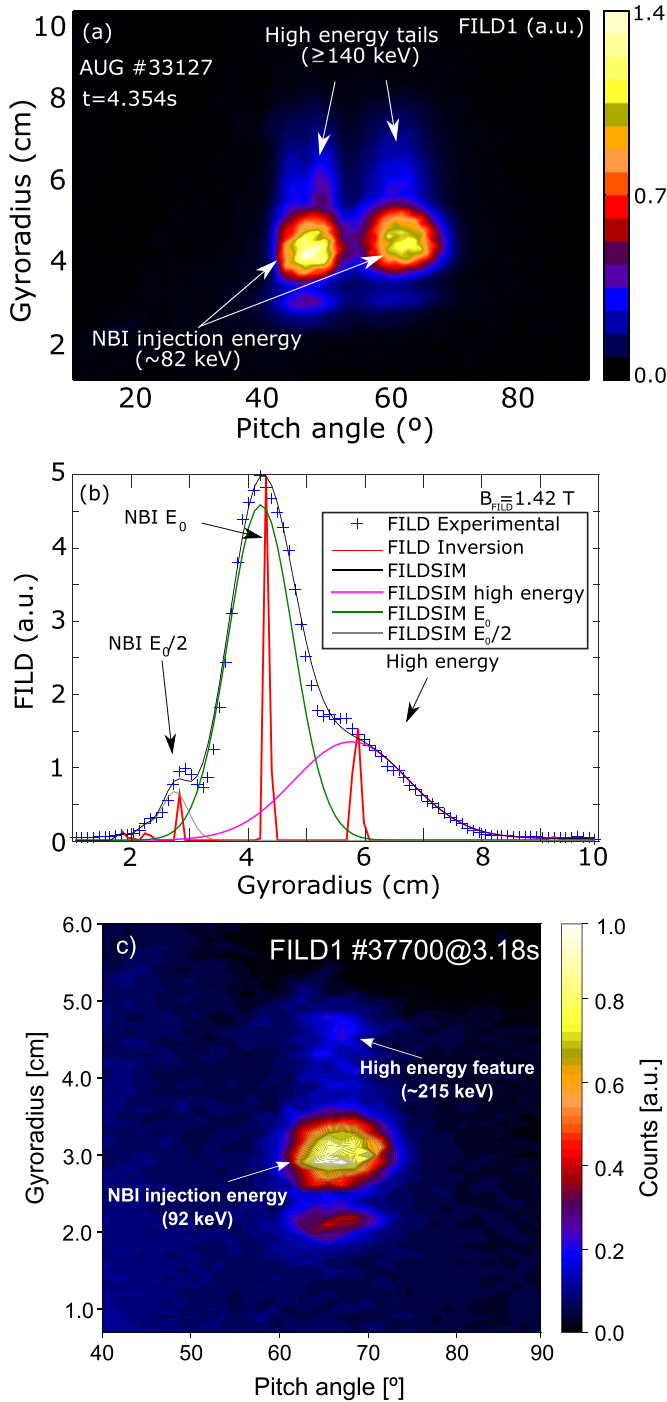 (a)
FILD1 (a.u.)
High energy tails
(≥140 keV)
AUG #33127
t=4.354s
NBI injection energy
(~82 keV)
10
8
6
4
2
Gyroradius (cm)
20
40
60
80
Pitch angle (º)
1.4
0.7
0.0
(b)
B_FILD=1.42 T
NBI E₀
FILD Experimental
FILD Inversion
FILDSIM
FILDSIM high energy
FILDSIM E₀
FILDSIM E₀/2
NBI E₀/2
High energy
5
4
3
2
1
0
FILD (a.u.)
2
4
6
8
10
Gyroradius (cm)
c)
FILD1 #37700@3.18s
High energy feature
(~215 keV)
NBI injection energy
(92 keV)
6.0
5.0
4.0
3.0
2.0
1.0
Gyroradius [cm]
40
50
60
70
80
90
Pitch angle [º]
1.0
0.8
0.6
0.4
0.2
0.0
Counts [a.u.]